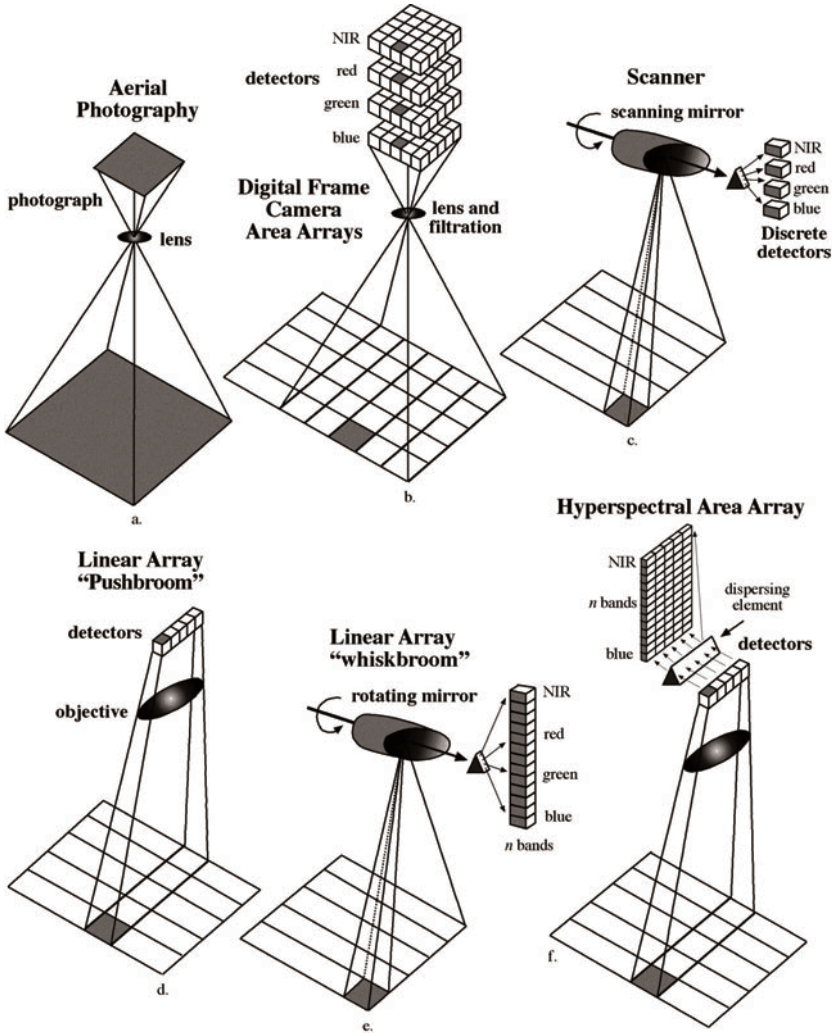 Aerial
Photography
photograph
lens
a.
NIR
red
green
blue
detectors
Digital Frame
Camera
Area Arrays
lens and
filtration
b.
Scanner
scanning mirror
NIR
red
green
blue
Discrete
detectors
c.
Linear Array
“Pushbroom”
detectors
objective
d.
Linear Array
“whiskbroom”
rotating mirror
NIR
red
green
blue
n bands
e.
Hyperspectral Area Array
NIR
n bands
blue
dispersing
element
detectors
f.